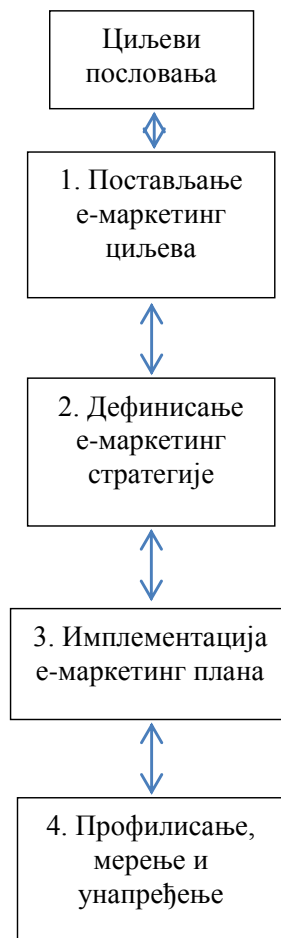 Циљеви
пословања
1. Постављање
е-маркетинг
циљева
2. Дефинисање
е-маркетинг
стратегије
3. Имплементација
е-маркетинг плана
4. Профилисање,
мерење и
унапређење